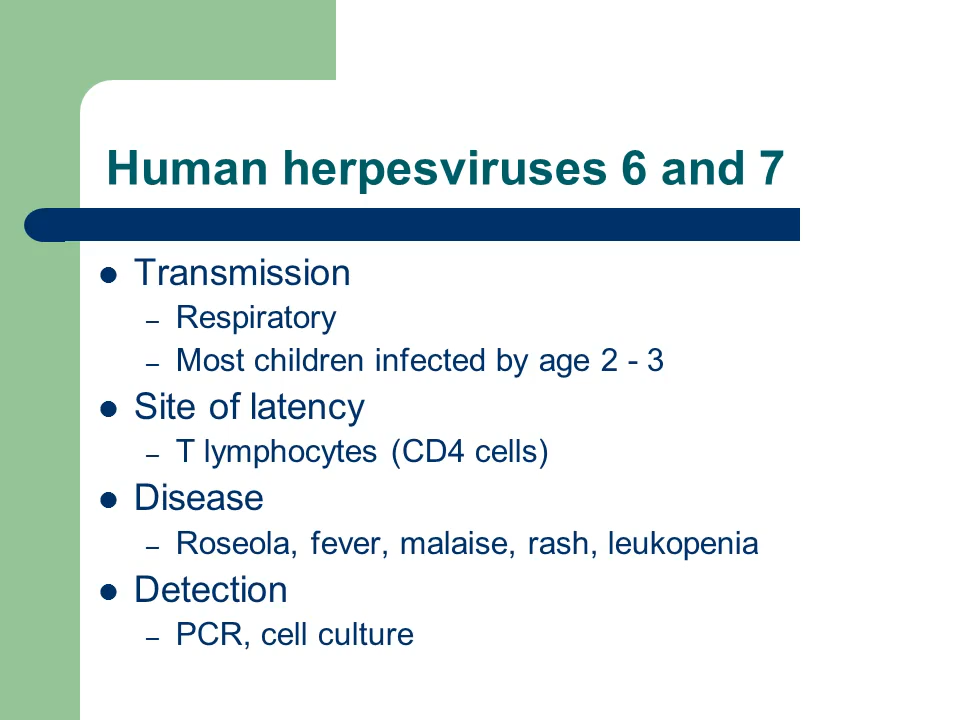 Human herpesviruses 6 and 7
● Transmission
– Respiratory
– Most children infected by age 2 - 3
● Site of latency
– T lymphocytes (CD4 cells)
● Disease
– Roseola, fever, malaise, rash, leukopenia
● Detection
– PCR, cell culture